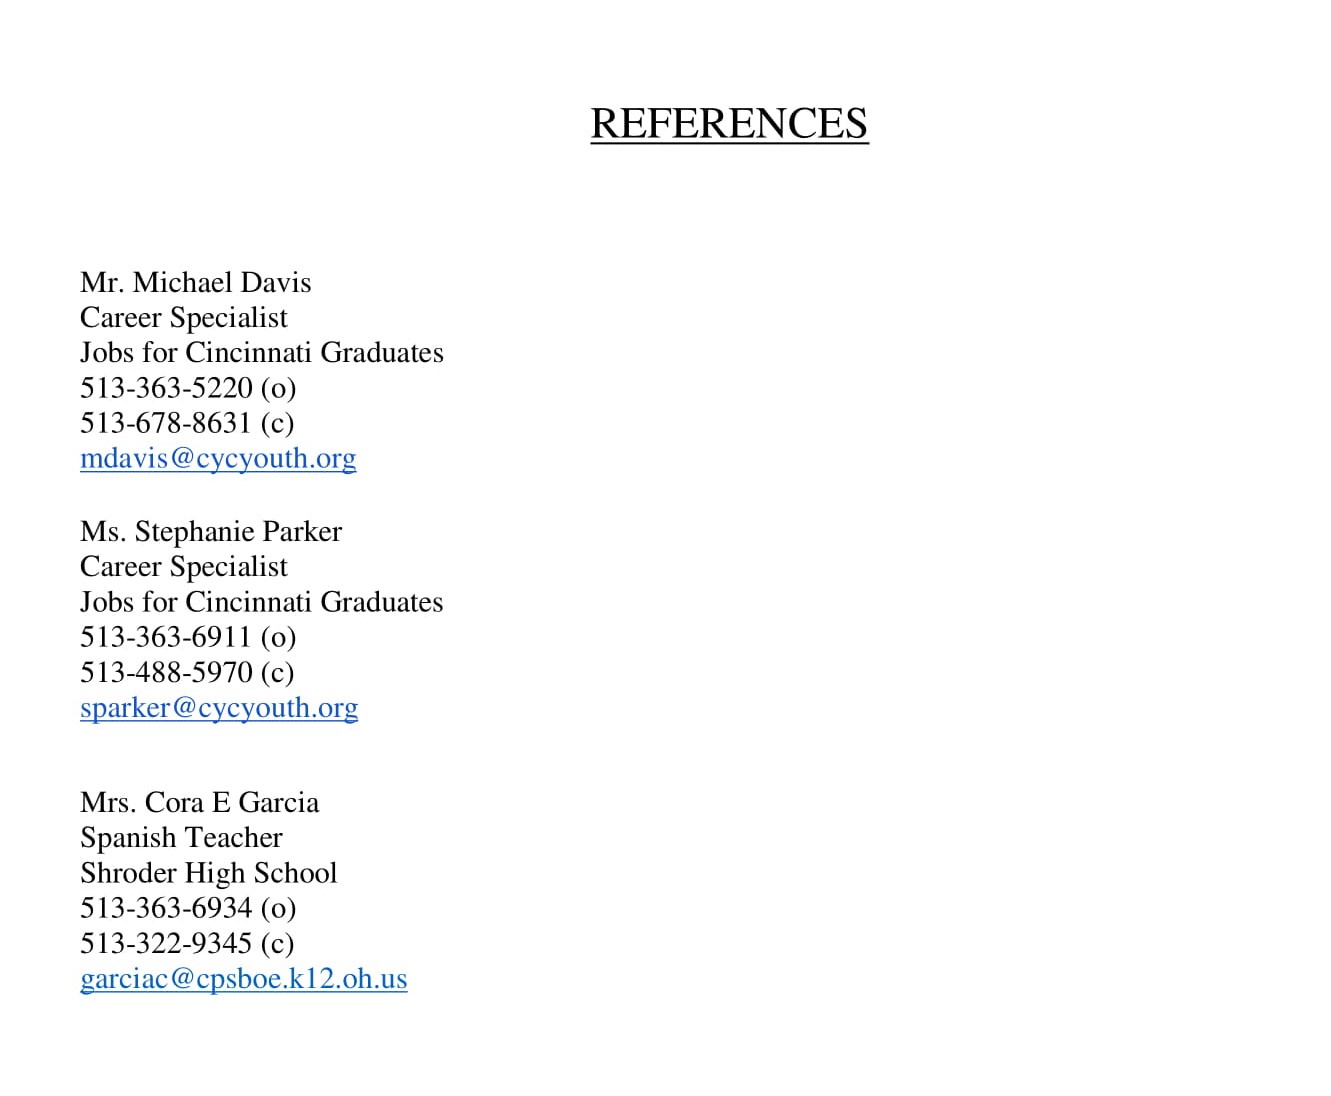 REFERENCES
Mr. Michael Davis
Career Specialist
Jobs for Cincinnati Graduates
513-363-5220 (o)
513-678-8631 (c)
mdavis@cycyouth.org
Ms. Stephanie Parker
Career Specialist
Jobs for Cincinnati Graduates
513-363-6911 (o)
513-488-5970 (c)
sparker@cycyouth.org
Mrs. Cora E Garcia
Spanish Teacher
Shroder High School
513-363-6934 (o)
513-322-9345 (c)
garciac@cpsboe.k12.oh.us